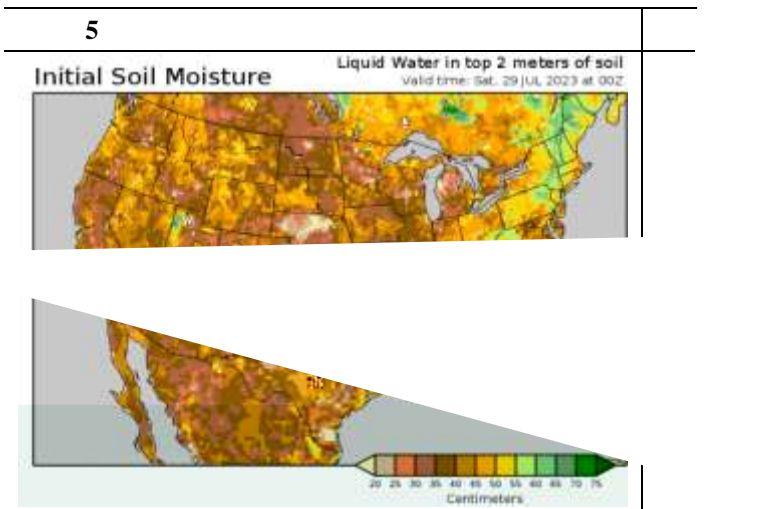 5
Liquid Water in top 2 meters of soil
Initial Soil Moisture
Valid time: Sat, 29 JUL 2023 at 00Z
20 25 30 35 40 45 50 55 60 65 70 75
Centimeters